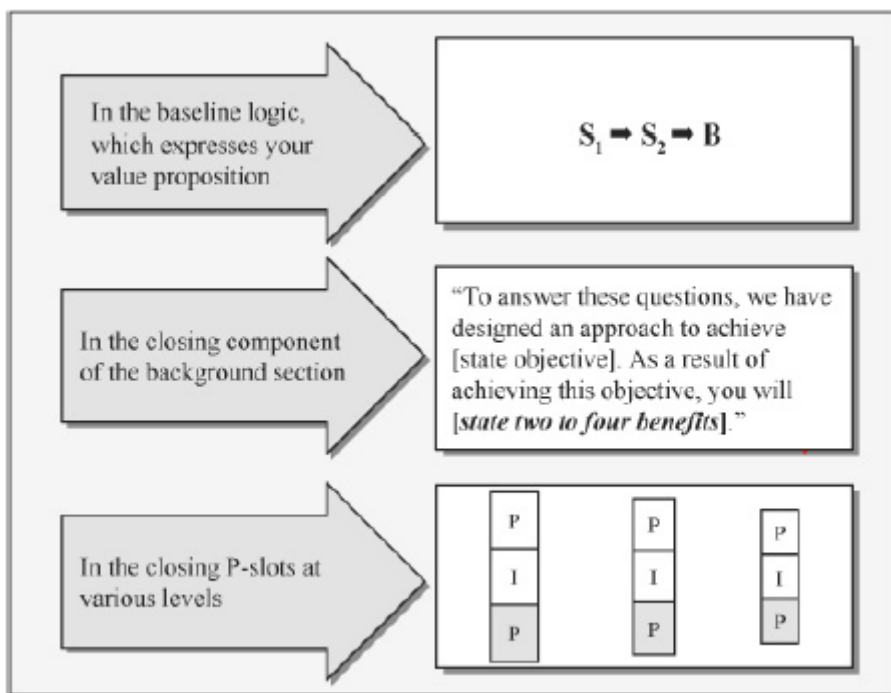 In the baseline logic,
which expresses your
value proposition
S₁ ➡ S₂ ➡ B
In the closing component
of the background section
“To answer these questions, we have
designed an approach to achieve
[state objective]. As a result of
achieving this objective, you will
[state two to four benefits].”
In the closing P-slots at
various levels
P P P
I I I
P P P